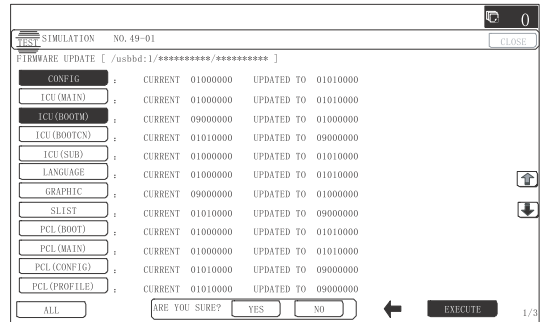 0
TEST SIMULATION NO.49-01
CLOSE
FIRMWARE UPDATE [ /usbbd:1/**********/********** ]
CONFIG : CURRENT 01000000 UPDATED TO 01010000
ICU(MAIN) : CURRENT 01000000 UPDATED TO 01010000
ICU(BOOTM) : CURRENT 09000000 UPDATED TO 01000000
ICU(BOOTCN) : CURRENT 01010000 UPDATED TO 09000000
ICU(SUB) : CURRENT 01000000 UPDATED TO 01010000
LANGUAGE : CURRENT 01000000 UPDATED TO 01010000
GRAPHIC : CURRENT 09000000 UPDATED TO 01000000
SLIST : CURRENT 01010000 UPDATED TO 09000000
PCL(BOOT) : CURRENT 01000000 UPDATED TO 01010000
PCL(MAIN) : CURRENT 01000000 UPDATED TO 01010000
PCL(CONFIG) : CURRENT 01010000 UPDATED TO 09000000
PCL(PROFILE) : CURRENT 01010000 UPDATED TO 09000000
ALL ARE YOU SURE? YES NO EXECUTE 1/3